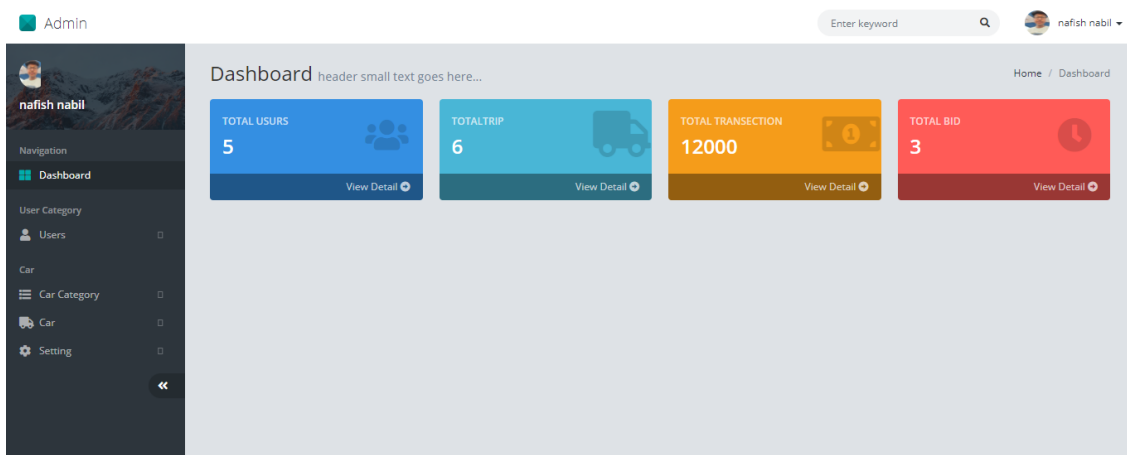 Admin
Enter keyword
nafish nabil
nafish nabil
Navigation
Dashboard
User Category
Users
Car
Car Category
Car
Setting
Dashboard header small text goes here...
Home / Dashboard
TOTAL USURS
5
View Detail
TOTALTRIP
6
View Detail
TOTAL TRANSECTION
12000
1
View Detail
TOTAL BID
3
View Detail